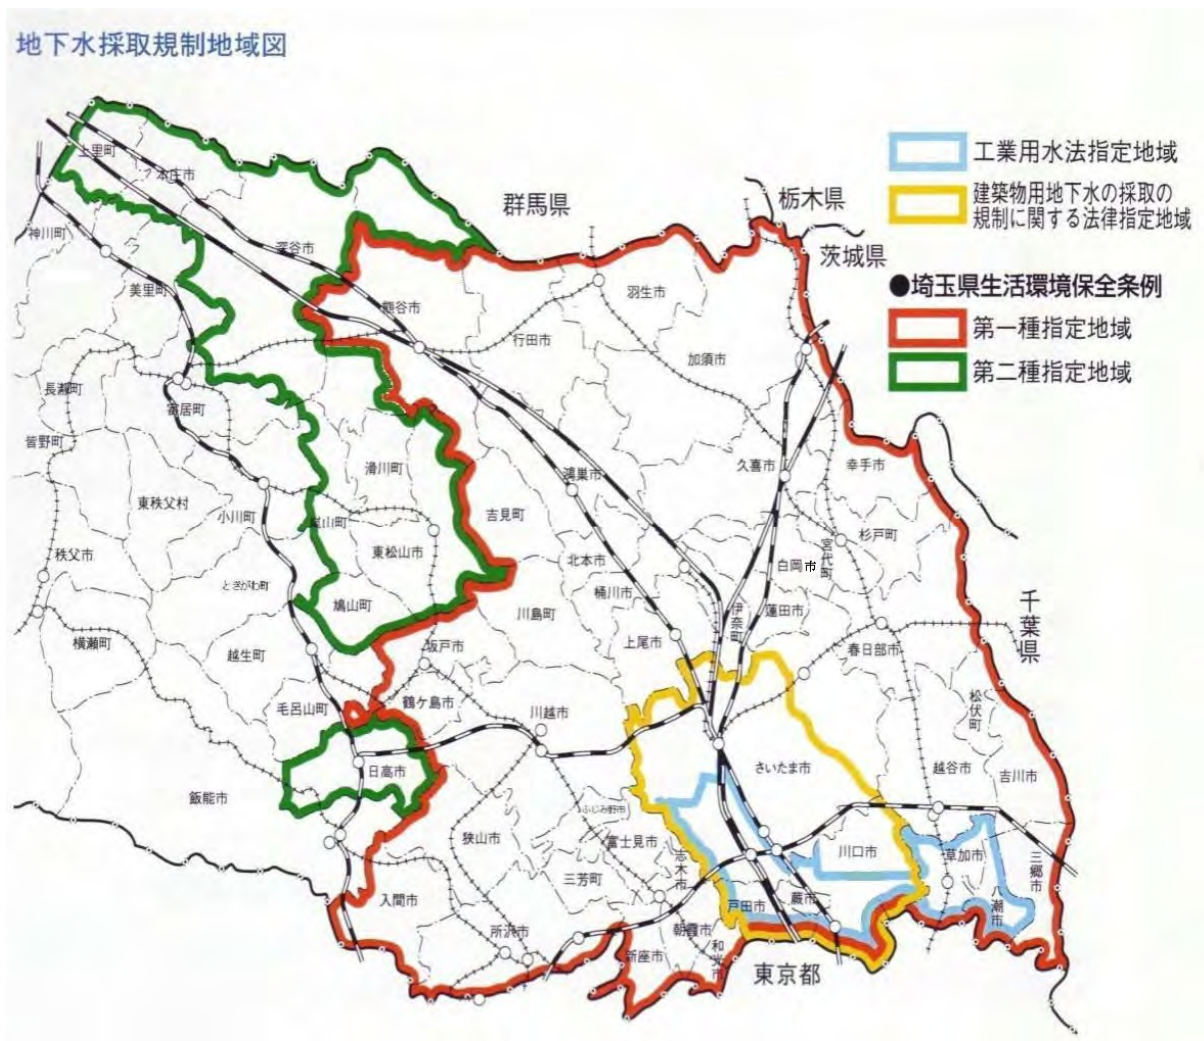 地下水採取規制地域図
工業用水法指定地域
建築物用地下水の採取の
規制に関する法律指定地域
●埼玉県生活環境保全条例
第一種指定地域
第二種指定地域
群馬県
栃木県
茨城県
千葉県
東京都
上里町
本庄市
神川町
深谷市
美里町
熊谷市
羽生市
行田市
加須市
長瀞町
寄居町
皆野町
滑川町
鴻巣市
久喜市
幸手市
東秩父村
小川町
嵐山町
吉見町
東松山市
杉戸町
宮代町
白岡市
秩父市
北本市
ときがわ町
桶川市
鳩山町
川島町
伊奈町
蓮田市
横瀬町
越生町
坂戸市
上尾市
春日部市
松伏町
毛呂山町
鶴ケ島市
川越市
日高市
さいたま市
越谷市
吉川市
飯能市
ふじみ野市
狭山市
富士見市
志木市
川口市
草加市
三郷市
三芳町
八潮市
入間市
戸田市
蕨市
所沢市
朝霞市
和光市
新座市